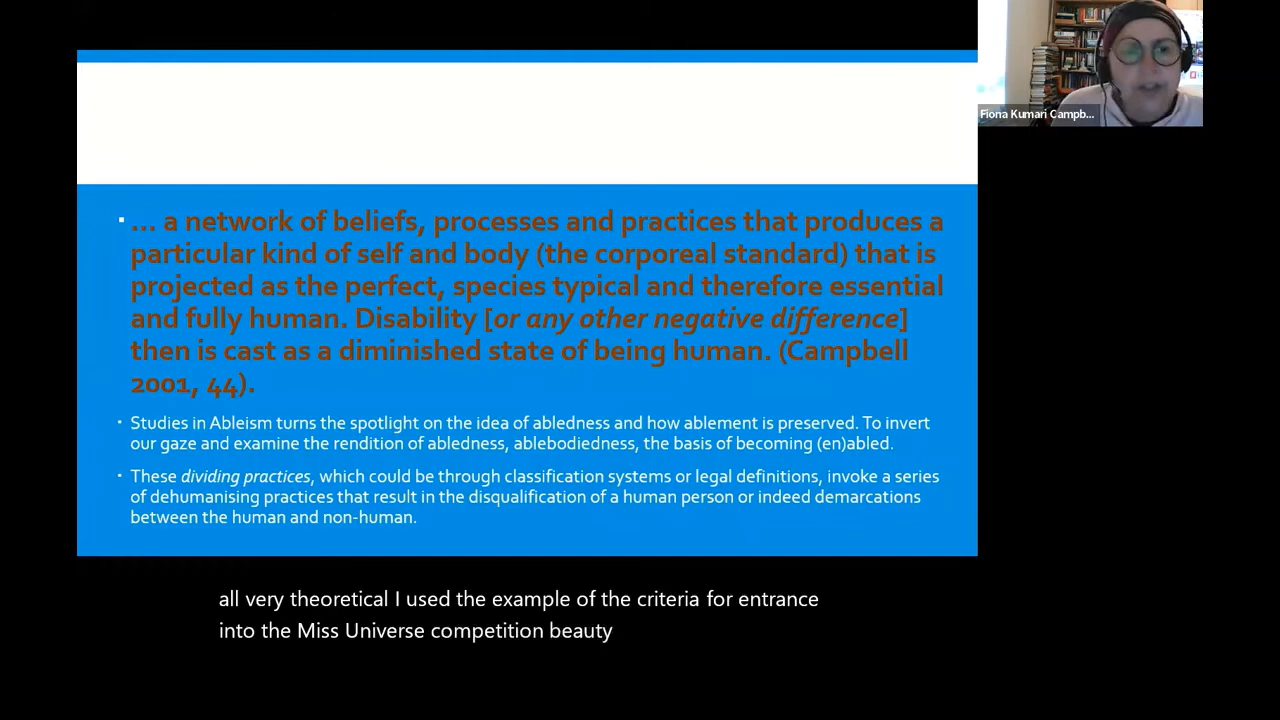 Fiona Kumari Campb...
▪ ... a network of beliefs, processes and practices that produces a
particular kind of self and body (the corporeal standard) that is
projected as the perfect, species typical and therefore essential
and fully human. Disability [or any other negative difference]
then is cast as a diminished state of being human. (Campbell
2001, 44).
▪ Studies in Ableism turns the spotlight on the idea of abledness and how ablement is preserved. To invert
our gaze and examine the rendition of abledness, ablebodiedness, the basis of becoming (en)abled.
▪ These dividing practices, which could be through classification systems or legal definitions, invoke a series
of dehumanising practices that result in the disqualification of a human person or indeed demarcations
between the human and non-human.
all very theoretical I used the example of the criteria for entrance
into the Miss Universe competition beauty